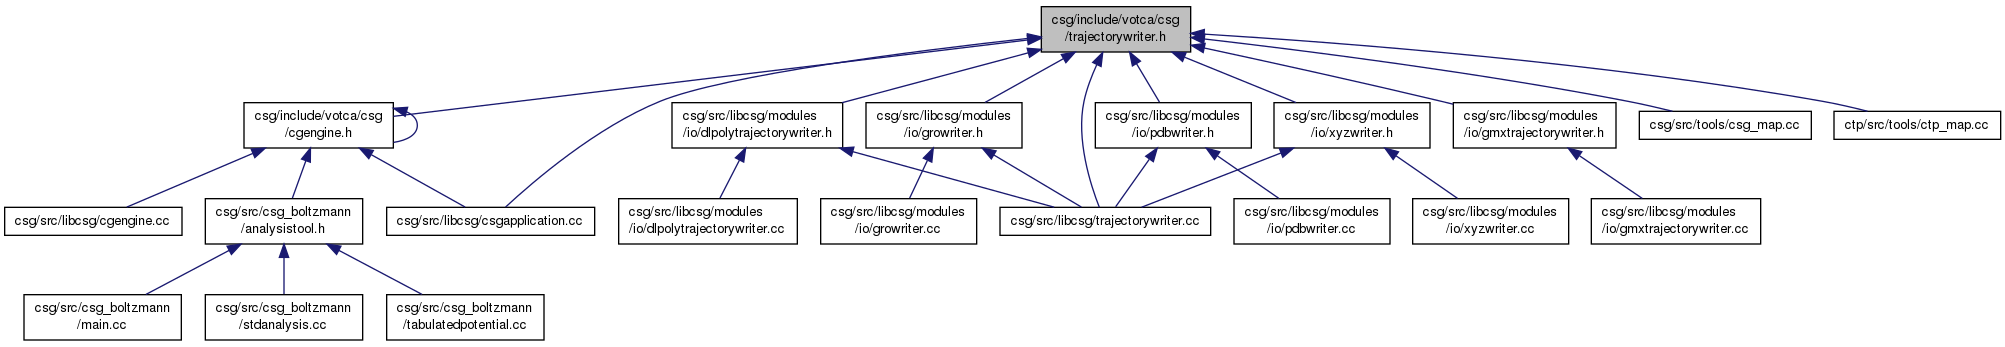 csg/include/votca/csg
/trajectorywriter.h
csg/include/votca/csg
/cgengine.h
csg/src/libcsg/modules
/io/dlpolytrajectorywriter.h
csg/src/libcsg/modules
/io/growriter.h
csg/src/libcsg/modules
/io/pdbwriter.h
csg/src/libcsg/modules
/io/xyzwriter.h
csg/src/libcsg/modules
/io/gmxtrajectorywriter.h
csg/src/tools/csg_map.cc
ctp/src/tools/ctp_map.cc
csg/src/libcsg/cgengine.cc
csg/src/csg_boltzmann
/analysistool.h
csg/src/libcsg/csgapplication.cc
csg/src/libcsg/modules
/io/dlpolytrajectorywriter.cc
csg/src/libcsg/modules
/io/growriter.cc
csg/src/libcsg/trajectorywriter.cc
csg/src/libcsg/modules
/io/pdbwriter.cc
csg/src/libcsg/modules
/io/xyzwriter.cc
csg/src/libcsg/modules
/io/gmxtrajectorywriter.cc
csg/src/csg_boltzmann
/main.cc
csg/src/csg_boltzmann
/stdanalysis.cc
csg/src/csg_boltzmann
/tabulatedpotential.cc